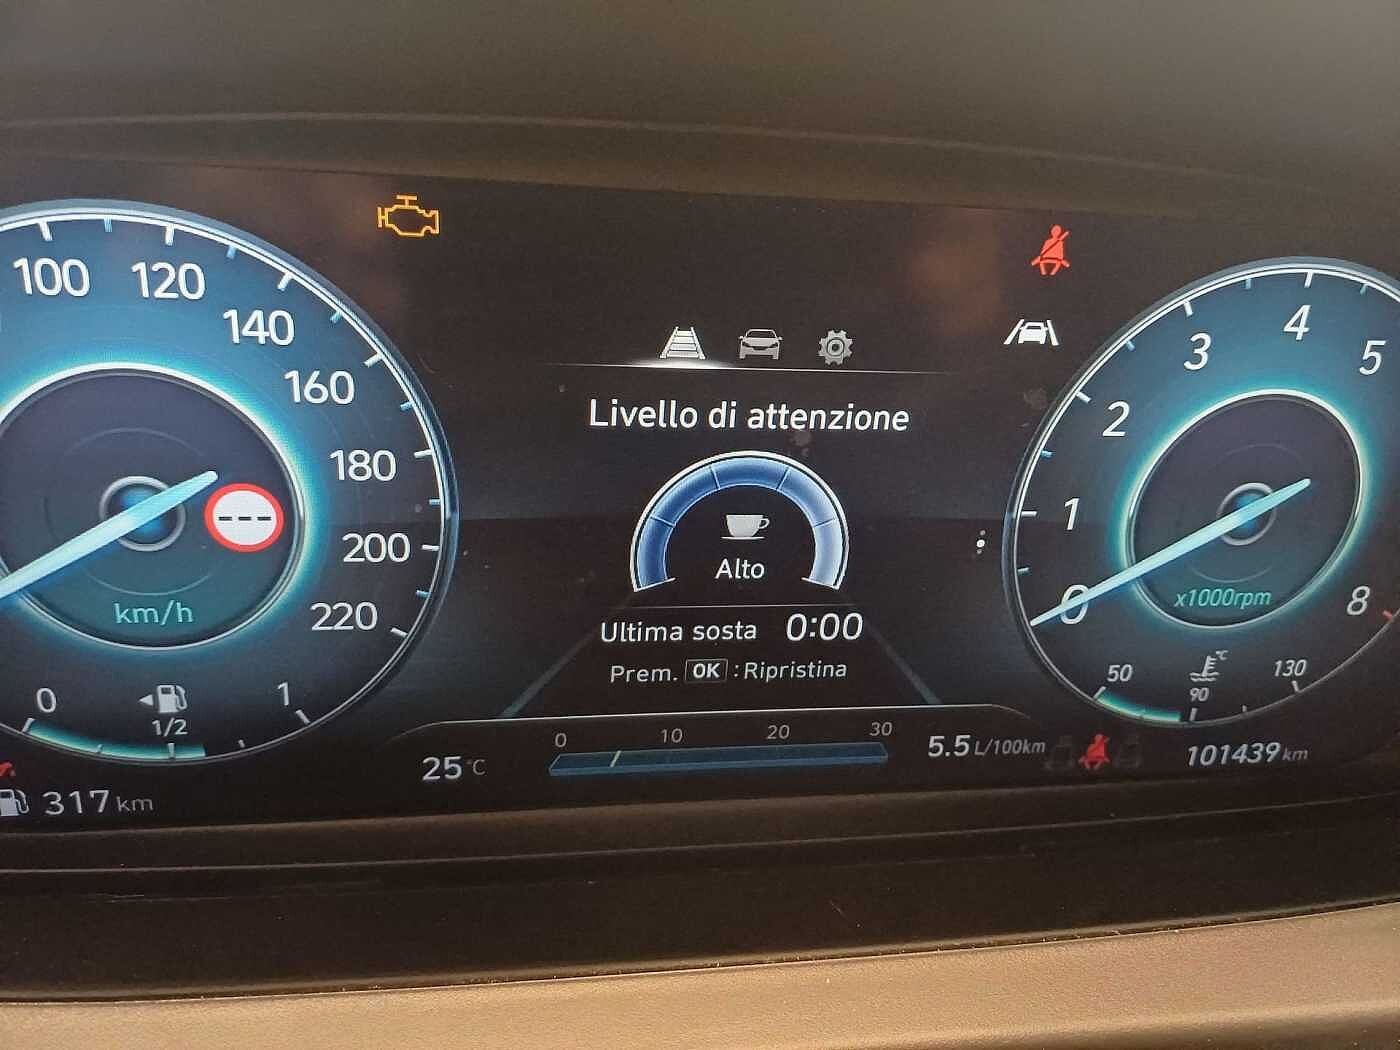 100
120
140
160
180
200
220
km/h
0
1/2
1
317 km
Livello di attenzione
Alto
Ultima sosta 0:00
Prem. OK : Ripristina
25 °C
0 10 20 30
5.5 L/100km
0
1
2
3
4
5
8
x1000rpm
50
°C
90
130
101439 km